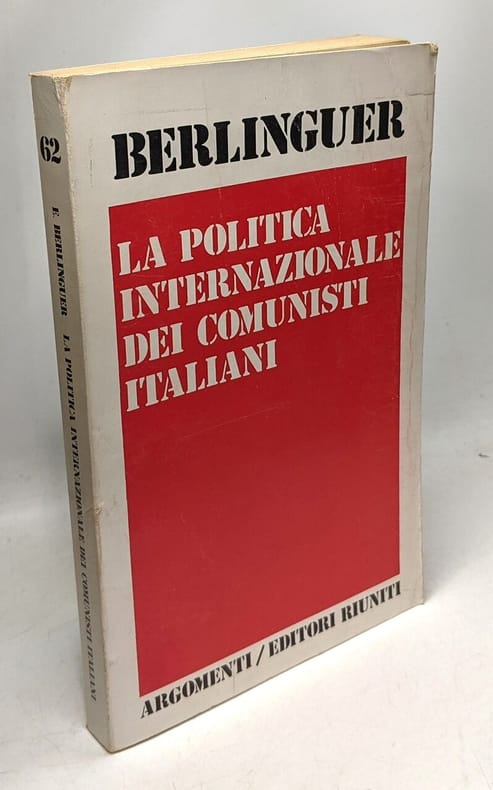 BERLINGUER
LA POLITICA
INTERNAZIONALE
DEI COMUNISTI
ITALIANI
ARGOMENTI/EDITORI RIUNITI
62
E. BERLINGUER LA POLITICA INTERNAZIONALE DEI COMUNISTI ITALIANI